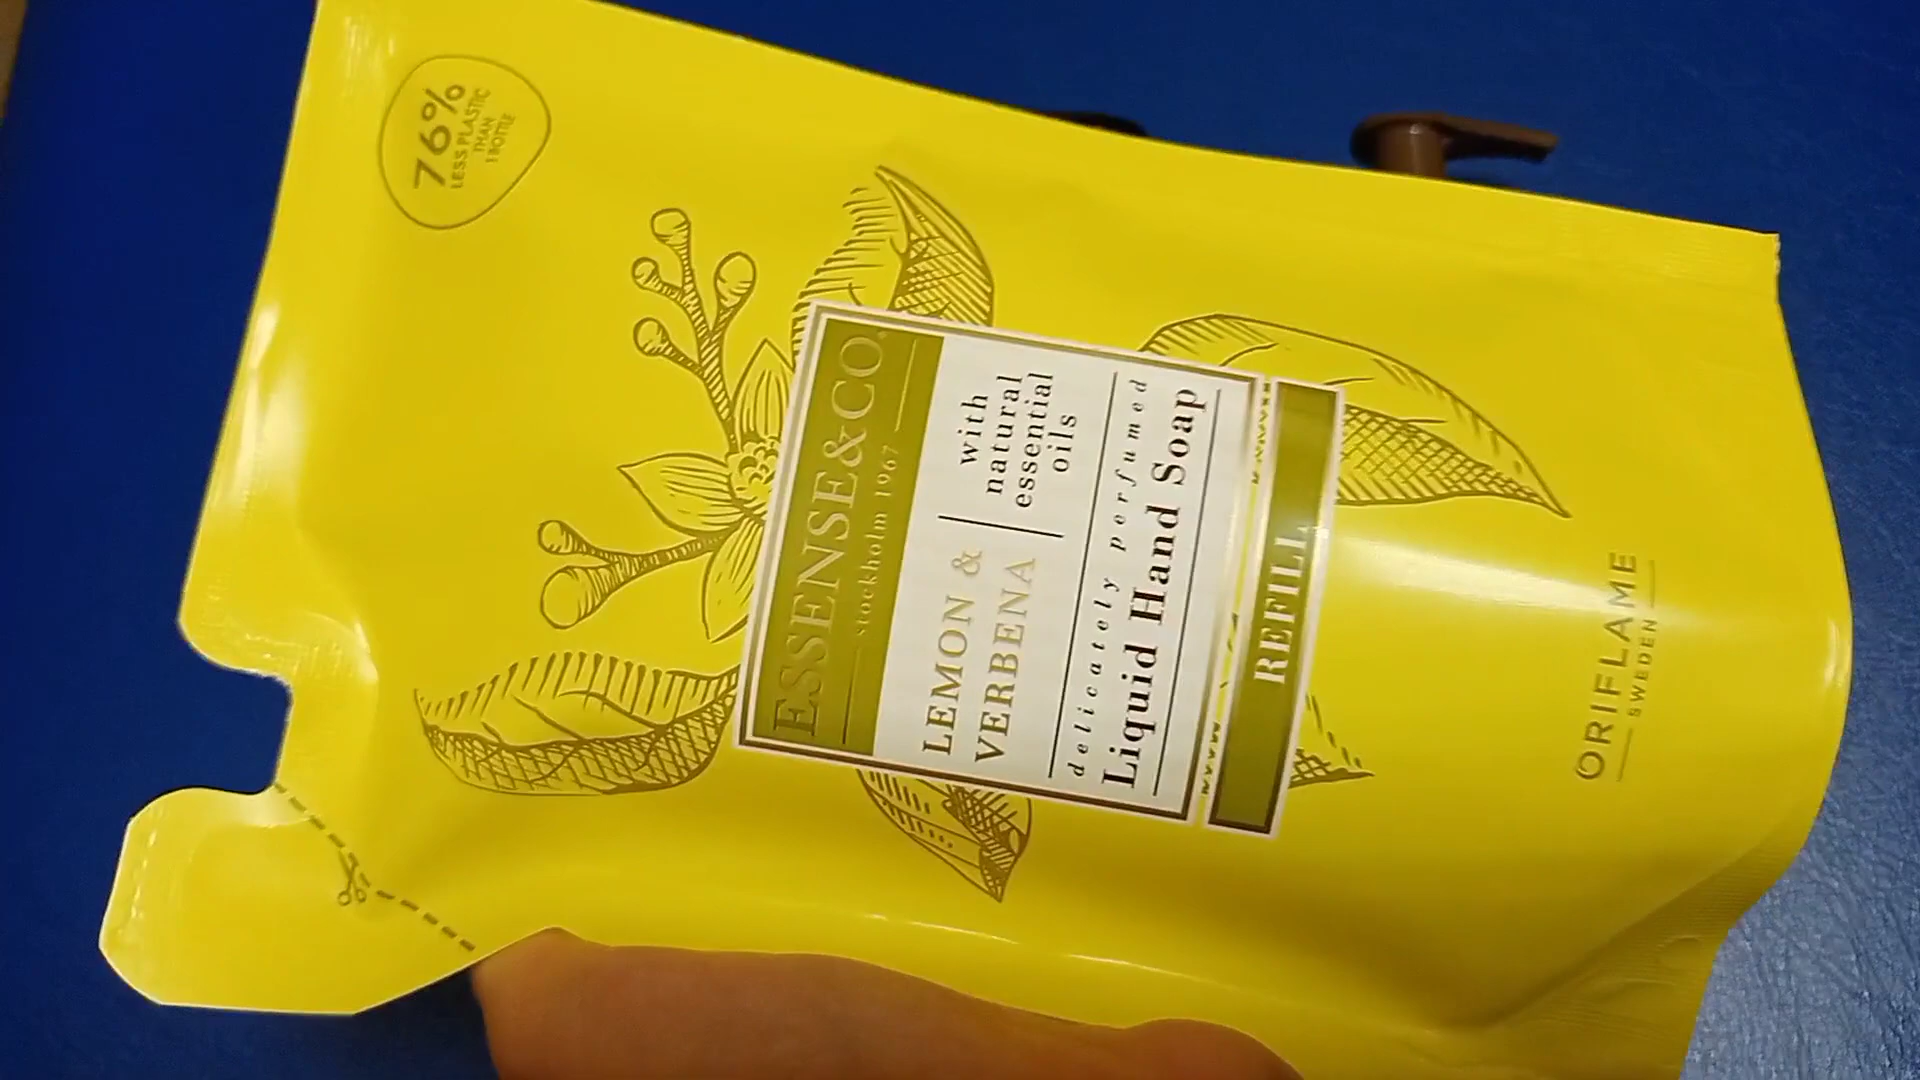 76%
LESS PLASTIC
THAN
1 BOTTLE
ESSENSE&CO.
stockholm 1967
LEMON &
VERBENA
with
natural
essential
oils
delicately perfumed
Liquid Hand Soap
REFILL
ORIFLAME
SWEDEN